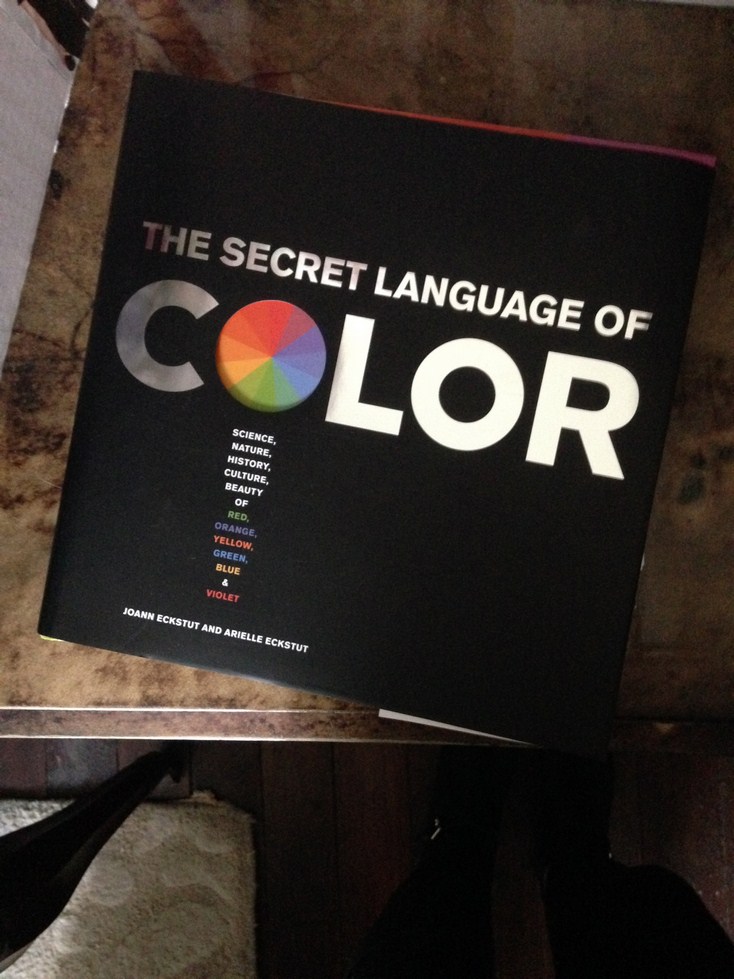 THE SECRET LANGUAGE OF
COLOR
SCIENCE,
NATURE,
HISTORY,
CULTURE,
BEAUTY
OF
RED,
ORANGE,
YELLOW,
GREEN,
BLUE
&
VIOLET
JOANN ECKSTUT AND ARIELLE ECKSTUT